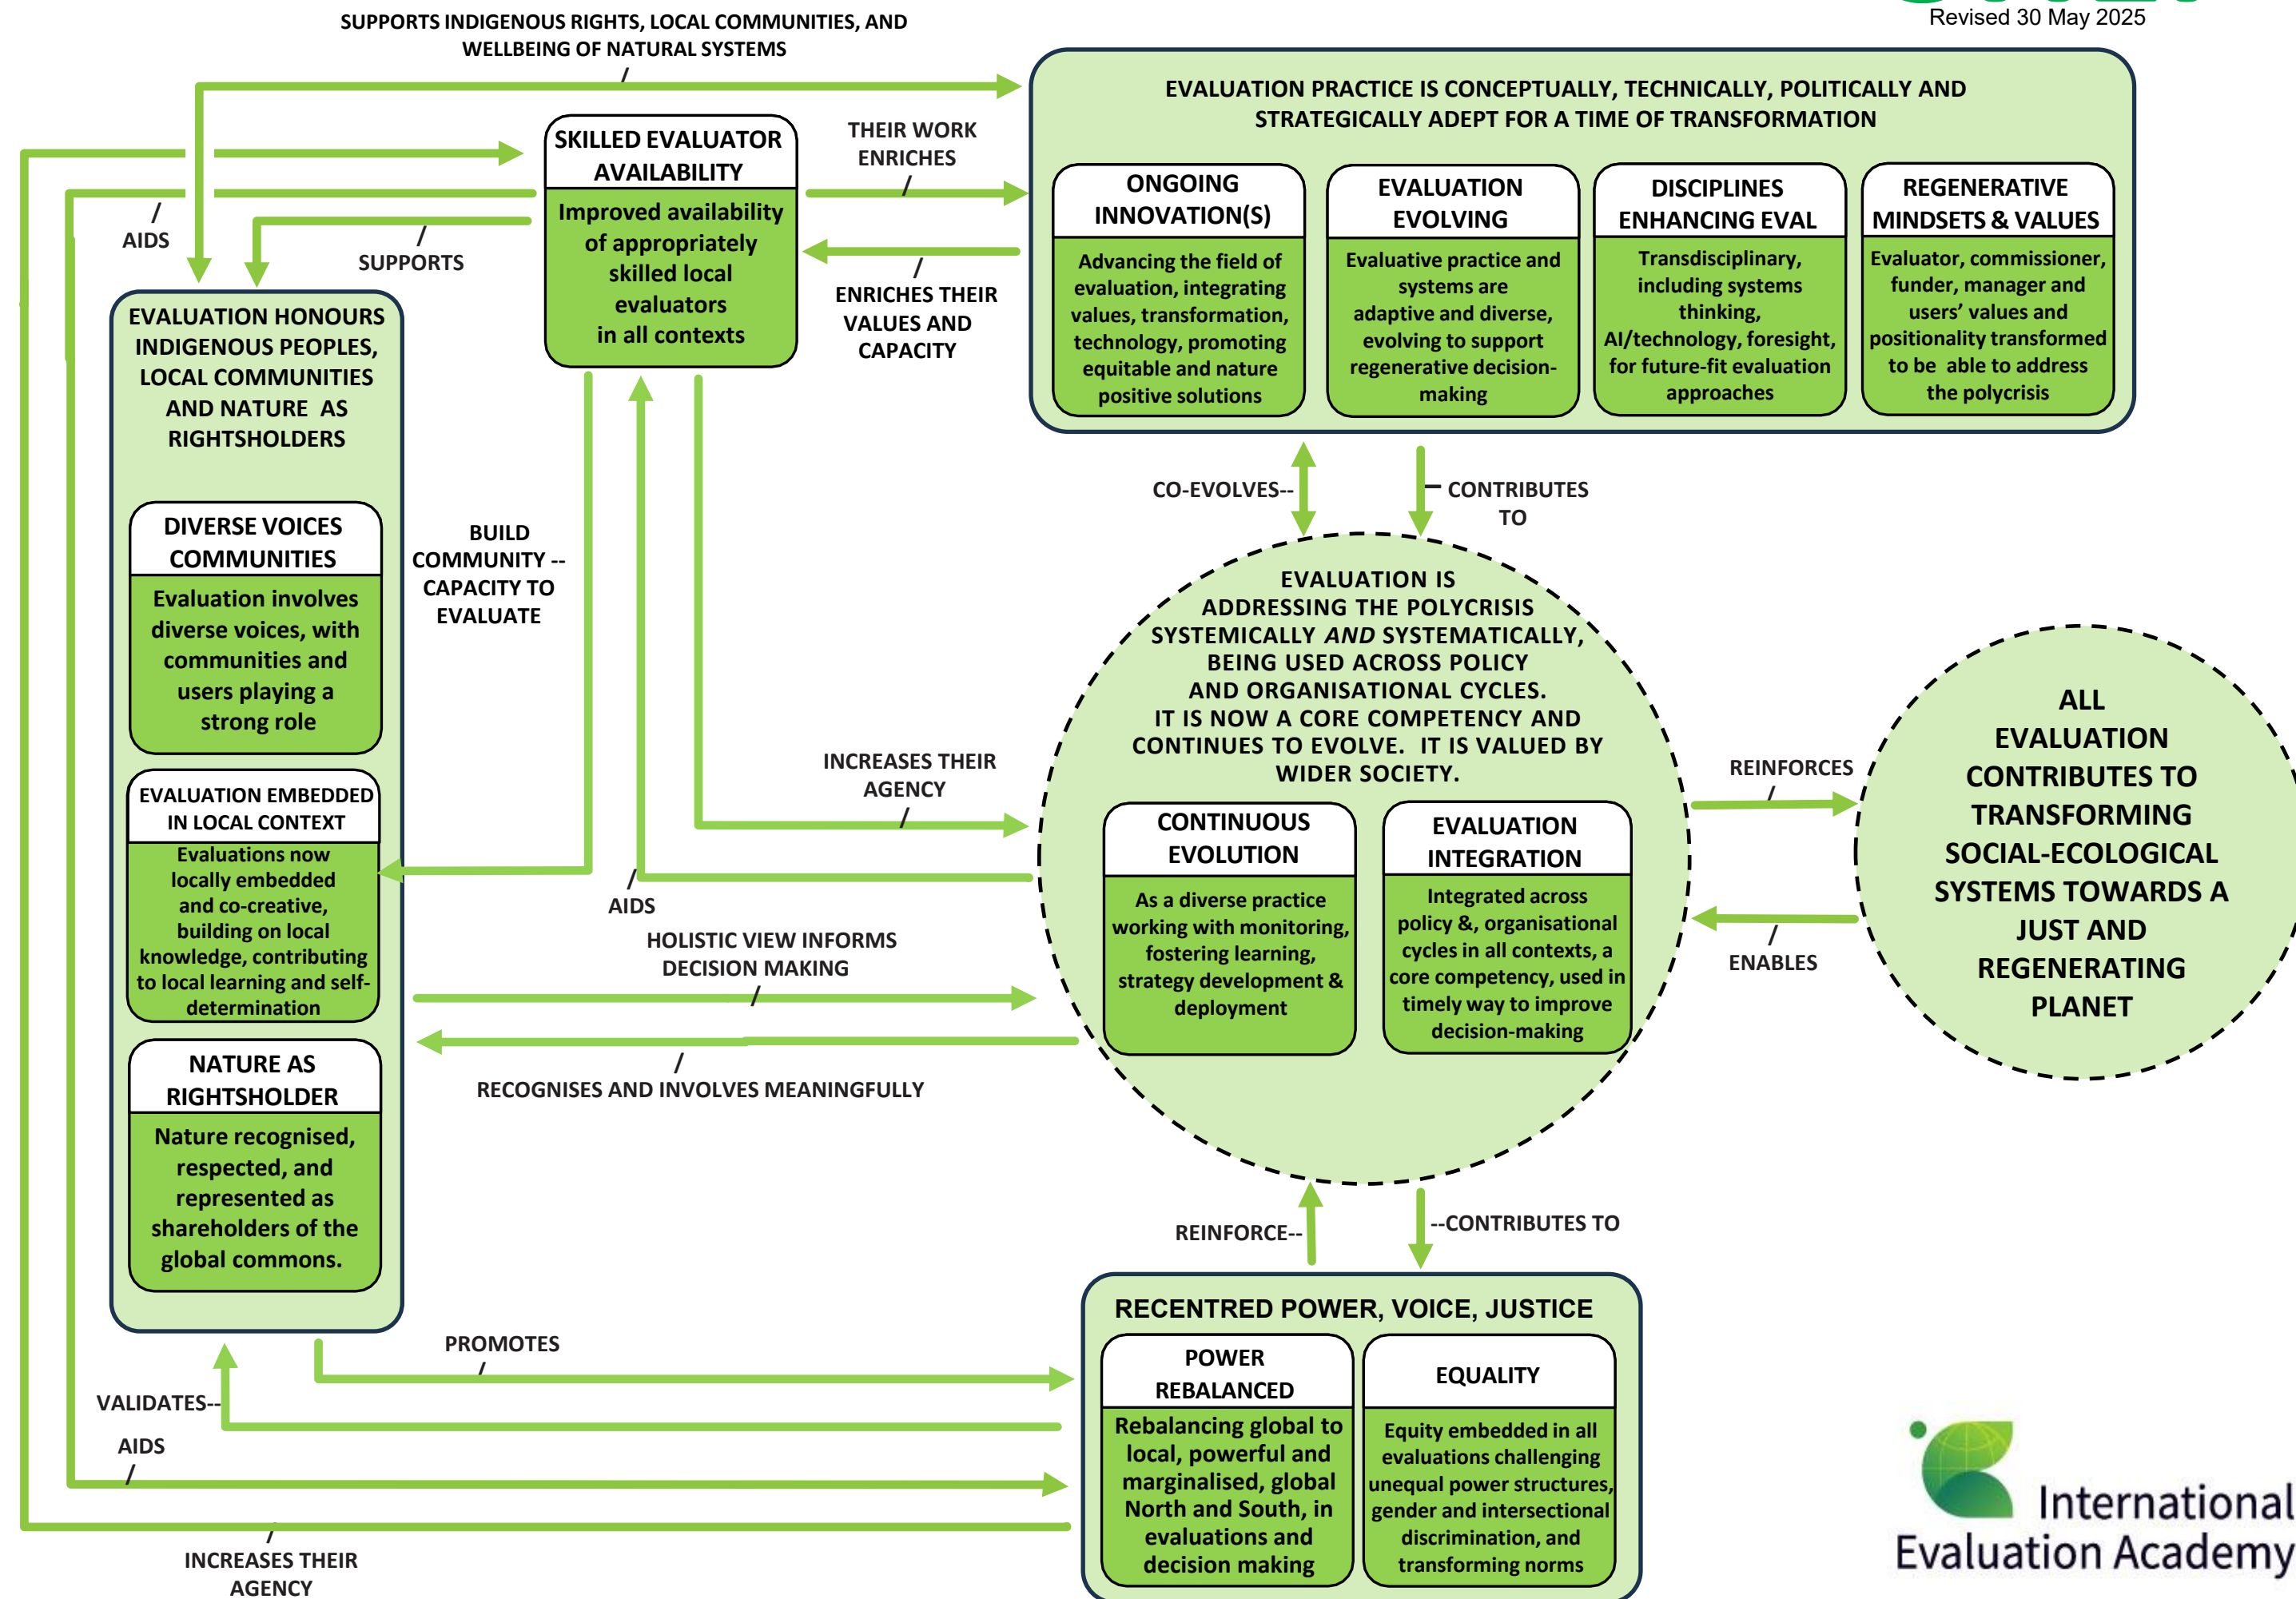 Revised 30 May 2025
SUPPORTS INDIGENOUS RIGHTS, LOCAL COMMUNITIES, AND
WELLBEING OF NATURAL SYSTEMS
EVALUATION PRACTICE IS CONCEPTUALLY, TECHNICALLY, POLITICALLY AND
STRATEGICALLY ADEPT FOR A TIME OF TRANSFORMATION
ONGOING
INNOVATION(S)
Advancing the field of
evaluation, integrating
values, transformation,
technology, promoting
equitable and nature
positive solutions
EVALUATION
EVOLVING
Evaluative practice and
systems are
adaptive and diverse,
evolving to support
regenerative decision-
making
DISCIPLINES
ENHANCING EVAL
Transdisciplinary,
including systems
thinking,
AI/technology, foresight,
for future-fit evaluation
approaches
REGENERATIVE
MINDSETS & VALUES
Evaluator, commissioner,
funder, manager and
users' values and
positionality transformed
to be able to address
the polycrisis
SKILLED EVALUATOR
AVAILABILITY
Improved availability
of appropriately
skilled local
evaluators
in all contexts
THEIR WORK
ENRICHES
/
ENRICHES THEIR
VALUES AND
CAPACITY
AIDS
SUPPORTS
EVALUATION HONOURS
INDIGENOUS PEOPLES,
LOCAL COMMUNITIES
AND NATURE AS
RIGHTSHOLDERS
DIVERSE VOICES
COMMUNITIES
Evaluation involves
diverse voices, with
communities and
users playing a
strong role
EVALUATION EMBEDDED
IN LOCAL CONTEXT
Evaluations now
locally embedded
and co-creative,
building on local
knowledge, contributing
to local learning and self-
determination
NATURE AS
RIGHTSHOLDER
Nature recognised,
respected, and
represented as
shareholders of the
global commons.
BUILD
COMMUNITY --
CAPACITY TO
EVALUATE
CO-EVOLVES--
CONTRIBUTES
TO
INCREASES THEIR
AGENCY
AIDS
HOLISTIC VIEW INFORMS
DECISION MAKING
RECOGNISES AND INVOLVES MEANINGFULLY
EVALUATION IS
ADDRESSING THE POLYCRISIS
SYSTEMICALLY AND SYSTEMATICALLY,
BEING USED ACROSS POLICY
AND ORGANISATIONAL CYCLES.
IT IS NOW A CORE COMPETENCY AND
CONTINUES TO EVOLVE. IT IS VALUED BY
WIDER SOCIETY.
CONTINUOUS
EVOLUTION
As a diverse practice
working with monitoring,
fostering learning,
strategy development &
deployment
EVALUATION
INTEGRATION
Integrated across
policy &, organisational
cycles in all contexts, a
core competency, used in
timely way to improve
decision-making
REINFORCES
ENABLES
ALL
EVALUATION
CONTRIBUTES TO
TRANSFORMING
SOCIAL-ECOLOGICAL
SYSTEMS TOWARDS A
JUST AND
REGENERATING
PLANET
REINFORCE--
--CONTRIBUTES TO
RECENTRED POWER, VOICE, JUSTICE
POWER
REBALANCED
Rebalancing global to
local, powerful and
marginalised, global
North and South, in
evaluations and
decision making
EQUALITY
Equity embedded in all
evaluations challenging
unequal power structures,
gender and intersectional
discrimination, and
transforming norms
PROMOTES
VALIDATES--
AIDS
INCREASES THEIR
AGENCY
International
Evaluation Academy